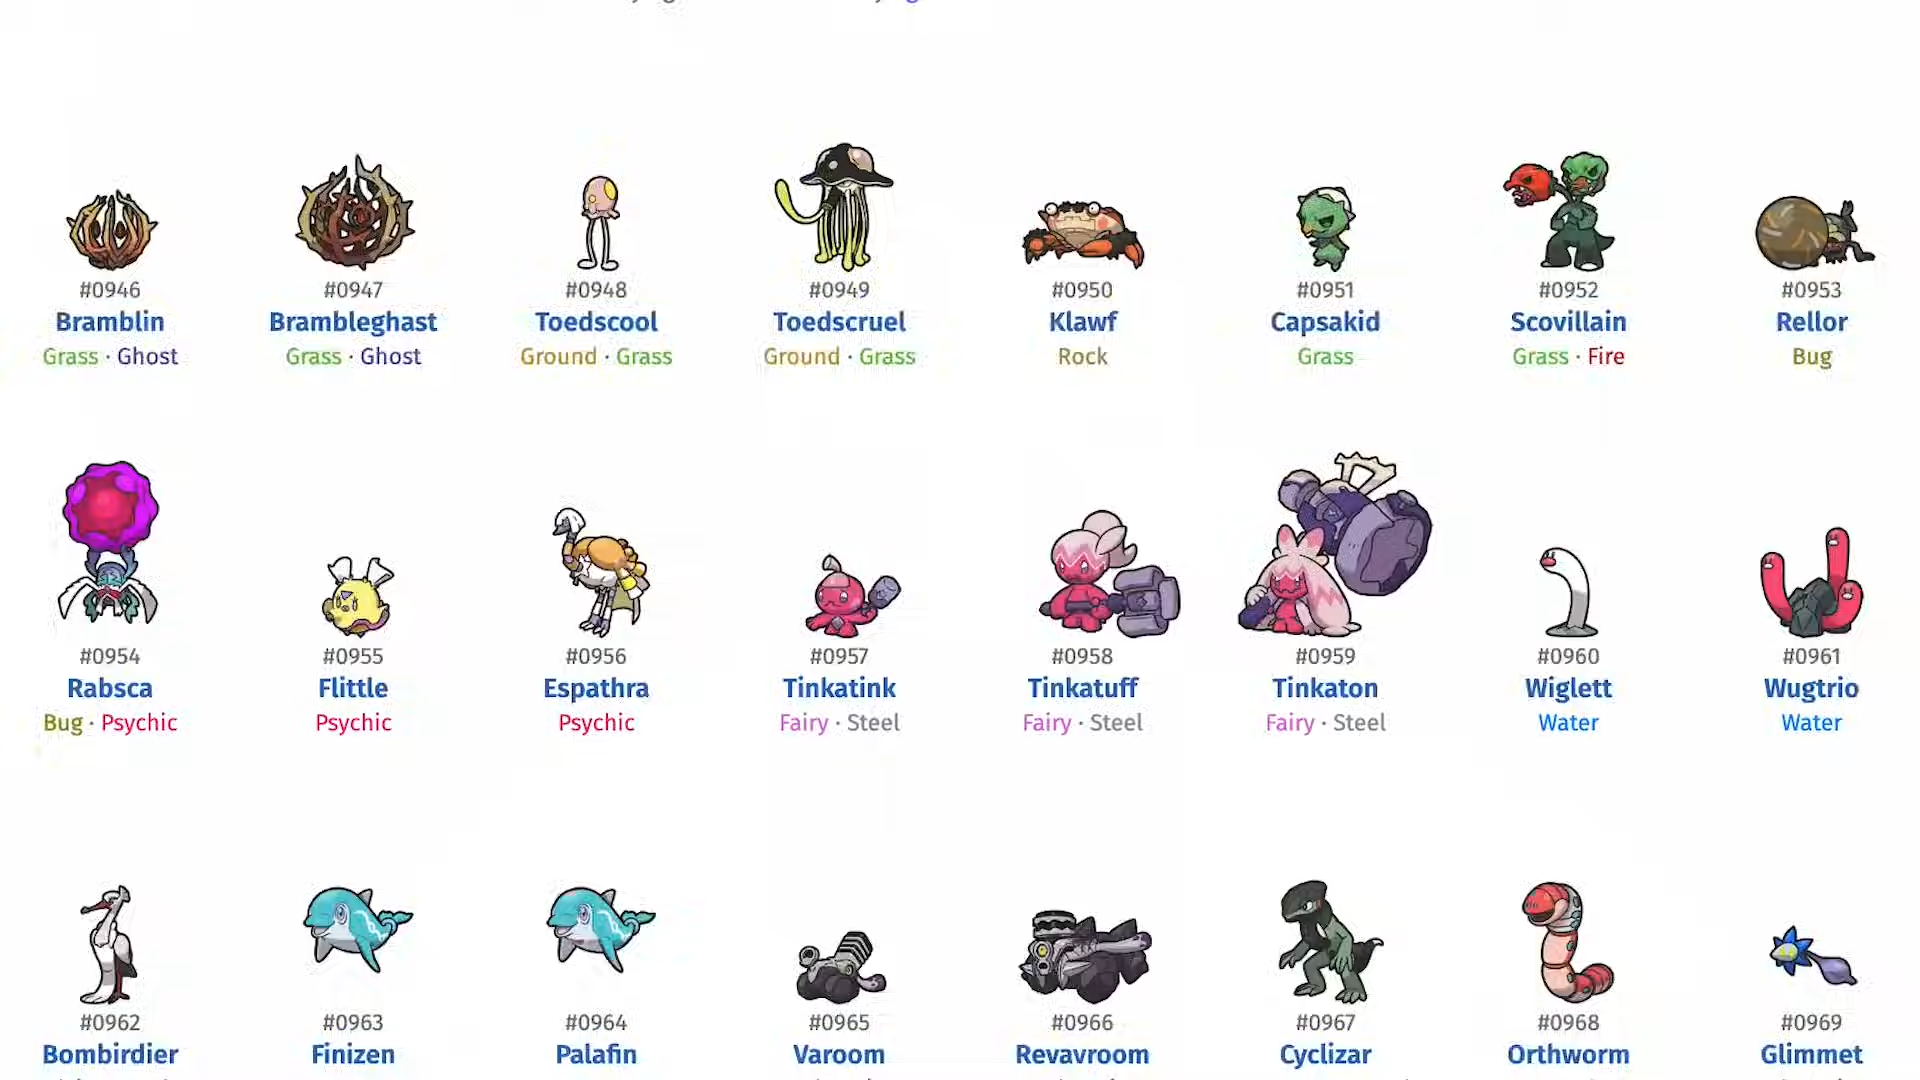 #0946 #0947 #0948 #0949 #0950 #0951 #0952 #0953
Bramblin Brambleghast Toedscool Toedscruel Klawf Capsakid Scovillain Rellor
Grass · Ghost Grass · Ghost Ground · Grass Ground · Grass Rock Grass Grass · Fire Bug
#0954 #0955 #0956 #0957 #0958 #0959 #0960 #0961
Rabsca Flittle Espathra Tinkatink Tinkatuff Tinkaton Wiglett Wugtrio
Bug · Psychic Psychic Psychic Fairy · Steel Fairy · Steel Fairy · Steel Water Water
#0962 #0963 #0964 #0965 #0966 #0967 #0968 #0969
Bombirdier Finizen Palafin Varoom Revavroom Cyclizar Orthworm Glimmet